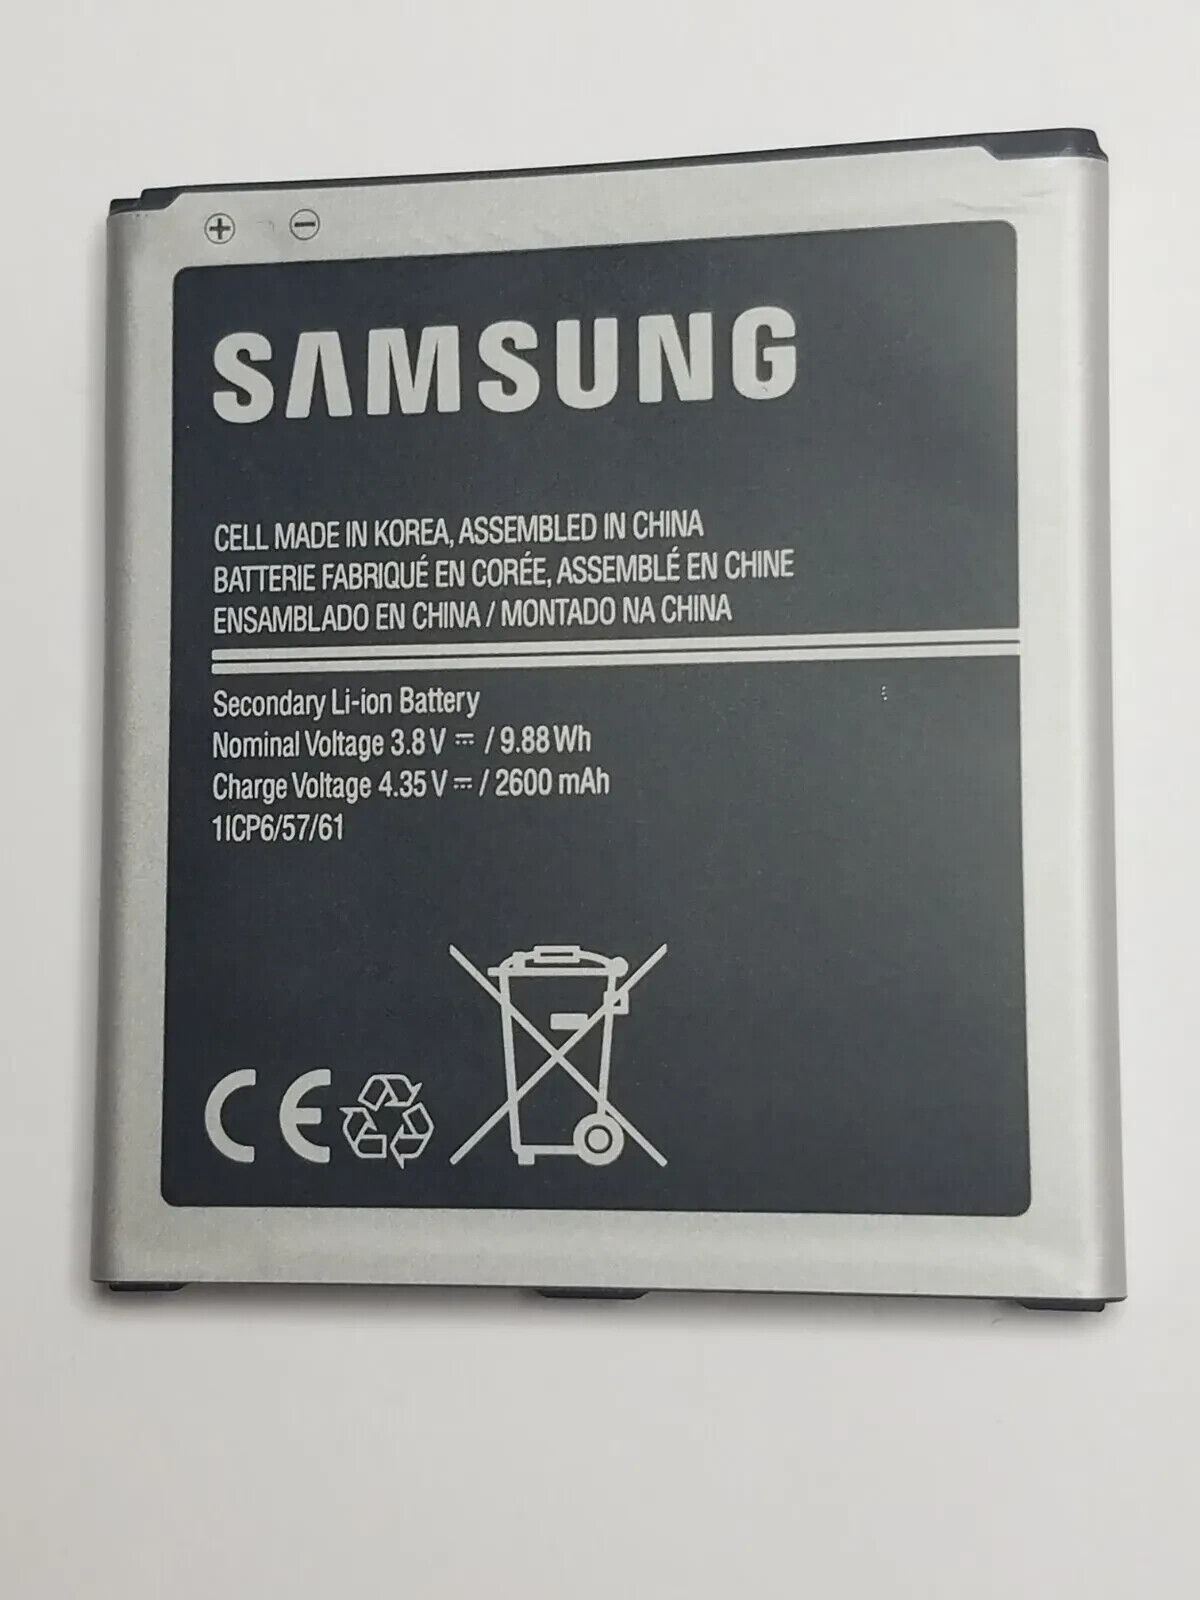 + −
SAMSUNG
CELL MADE IN KOREA, ASSEMBLED IN CHINA
BATTERIE FABRIQUÉ EN CORÉE, ASSEMBLÉ EN CHINE
ENSAMBLADO EN CHINA / MONTADO NA CHINA
Secondary Li-ion Battery
Nominal Voltage 3.8 V ⎓ / 9.88 Wh
Charge Voltage 4.35 V ⎓ / 2600 mAh
1ICP6/57/61
CE